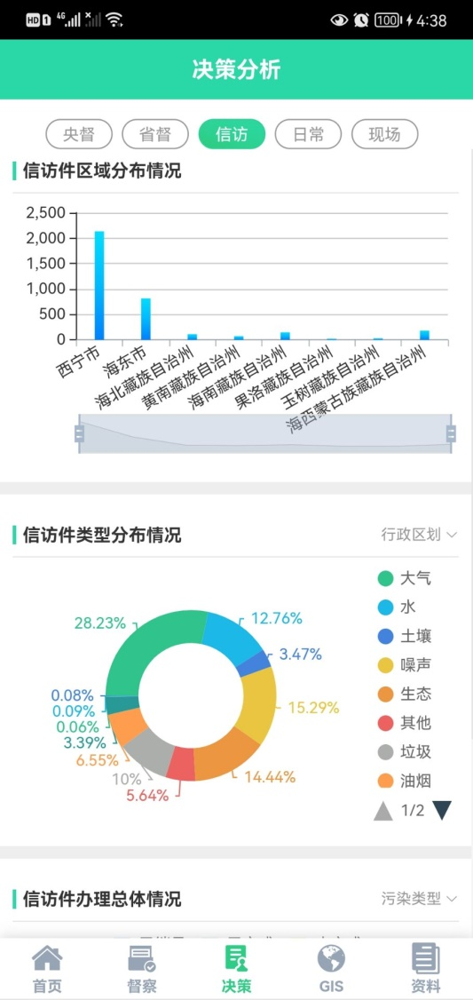 HD 1 4G 100 4:38
决策分析
央督 省督 信访 日常 现场
信访件区域分布情况
2,500
2,000
1,500
1,000
500
0
西宁市 海东市 海北藏族自治州 黄南藏族自治州 海南藏族自治州 果洛藏族自治州 玉树藏族自治州 海西蒙古族藏族自治州
信访件类型分布情况 行政区划
大气
水
土壤
噪声
生态
其他
垃圾
油烟
1/2
28.23%
12.76%
3.47%
15.29%
14.44%
5.64%
10%
6.55%
3.39%
0.06%
0.09%
0.08%
信访件办理总体情况 污染类型
首页 督察 决策 GIS 资料